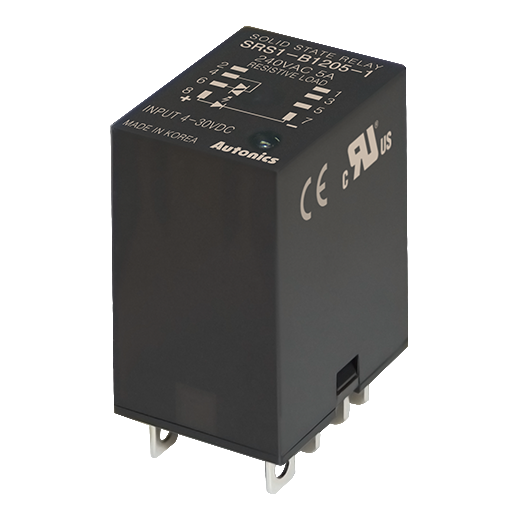 SOLID STATE RELAY
SRS1-B1205-1
240VAC 5A
RESISTIVE LOAD
2 1
4 3
6 5
8 7
+ -
INPUT 4-30VDC
MADE IN KOREA
Autonics
CE
c RU US